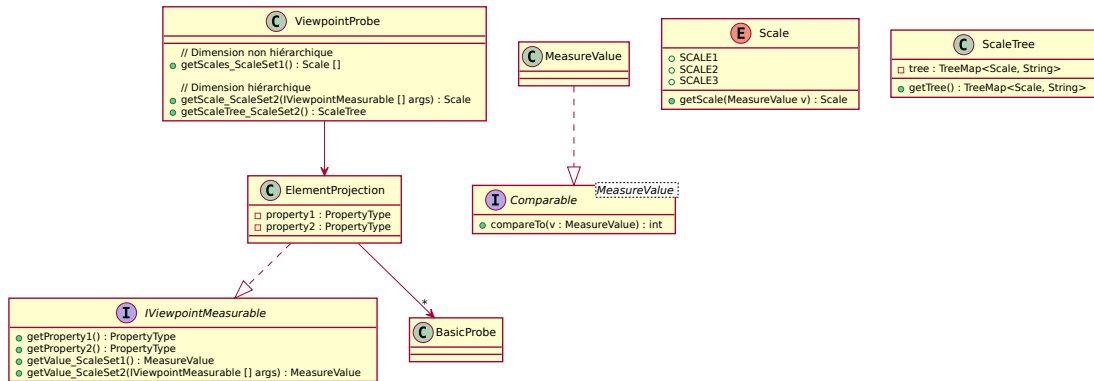 C ViewpointProbe
// Dimension non hiérarchique
getScales_ScaleSet1() : Scale []
// Dimension hiérarchique
getScale_ScaleSet2(IViewpointMeasurable [] args) : Scale
getScaleTree_ScaleSet2() : ScaleTree
C MeasureValue
E Scale
SCALE1
SCALE2
SCALE3
getScale(MeasureValue v) : Scale
C ScaleTree
tree : TreeMap<Scale, String>
getTree() : TreeMap<Scale, String>
C ElementProjection
property1 : PropertyType
property2 : PropertyType
I Comparable
MeasureValue
compareTo(v : MeasureValue) : int
I IViewpointMeasurable
getProperty1() : PropertyType
getProperty2() : PropertyType
getValue_ScaleSet1() : MeasureValue
getValue_ScaleSet2(IViewpointMeasurable [] args) : MeasureValue
*
C BasicProbe